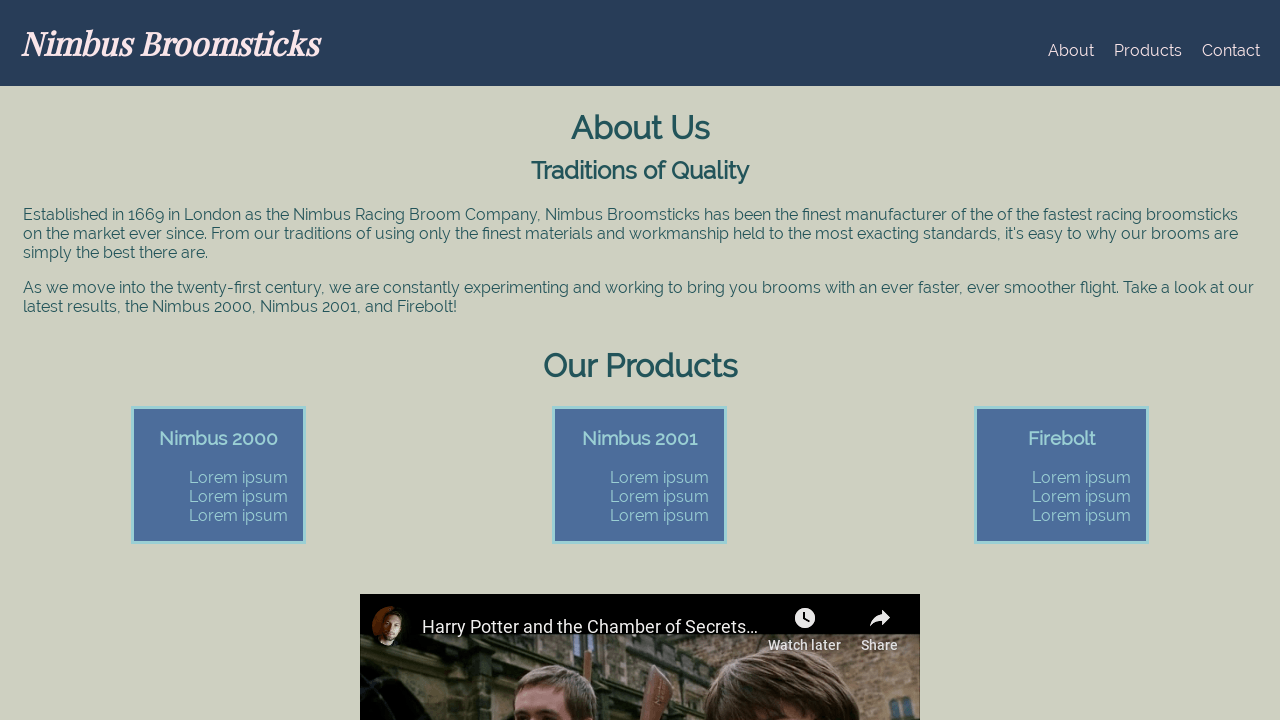 Nimbus Broomsticks
About Products Contact
About Us
Traditions of Quality
Established in 1669 in London as the Nimbus Racing Broom Company, Nimbus Broomsticks has been the finest manufacturer of the of the fastest racing broomsticks
on the market ever since. From our traditions of using only the finest materials and workmanship held to the most exacting standards, it's easy to why our brooms are
simply the best there are.
As we move into the twenty-first century, we are constantly experimenting and working to bring you brooms with an ever faster, ever smoother flight. Take a look at our
latest results, the Nimbus 2000, Nimbus 2001, and Firebolt!
Our Products
Nimbus 2000
Lorem ipsum
Lorem ipsum
Lorem ipsum
Nimbus 2001
Lorem ipsum
Lorem ipsum
Lorem ipsum
Firebolt
Lorem ipsum
Lorem ipsum
Lorem ipsum
Harry Potter and the Chamber of Secrets...
Watch later
Share